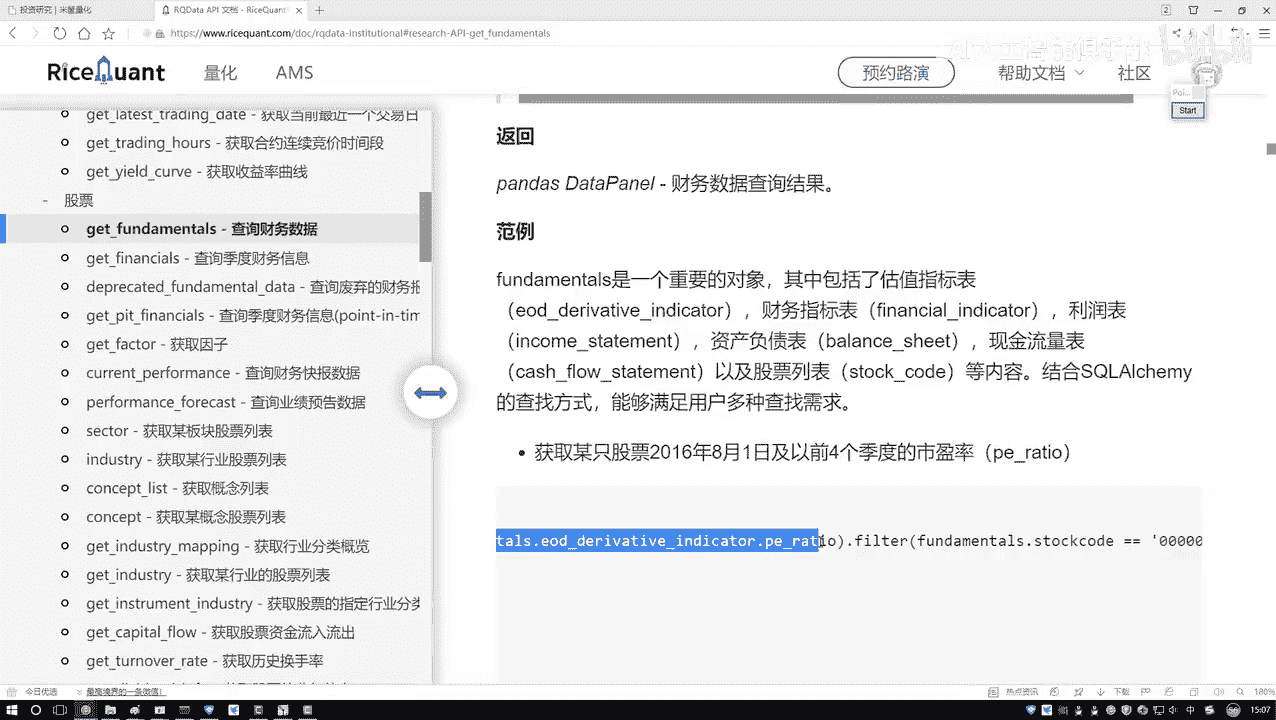 投资研究 | 米筐量化
RQData API 文档 - RiceQuant
https://www.ricequant.com/doc/rqdata-institutional#research-API-get_fundamentals
RiceQuant
量化
AMS
预约路演
帮助文档
社区
bilibili
Poi...
Start
get_latest_trading_date - 获取当前最近一个交易日
get_trading_hours - 获取合约连续竞价时间段
get_yield_curve - 获取收益率曲线
- 股票
get_fundamentals - 查询财务数据
get_financials - 查询季度财务信息
deprecated_fundamental_data - 查询废弃的财务报
get_pit_financials - 查询季度财务信息(point-in-tim
get_factor - 获取因子
current_performance - 查询财务快报数据
performance_forecast - 查询业绩预告数据
sector - 获取某板块股票列表
industry - 获取某行业股票列表
concept_list - 获取概念列表
concept - 获取某概念股票列表
get_industry_mapping - 获取行业分类概览
get_industry - 获取某行业的股票列表
get_instrument_industry - 获取股票的指定行业分类
get_capital_flow - 获取股票资金流入流出
get_turnover_rate - 获取历史换手率
返回
pandas DataPanel - 财务数据查询结果。
范例
fundamentals是一个重要的对象，其中包括了估值指标表
（eod_derivative_indicator），财务指标表（financial_indicator），利润表
（income_statement），资产负债表（balance_sheet），现金流量表
（cash_flow_statement）以及股票列表（stock_code）等内容。结合SQLAlchemy
的查找方式，能够满足用户多种查找需求。
• 获取某只股票2016年8月1日及以前4个季度的市盈率（pe_ratio）
tals.eod_derivative_indicator.pe_ratio).filter(fundamentals.stockcode == '00000
今日优选
最高境界的一条微信！
热点资讯
下载
180%
中
15:07